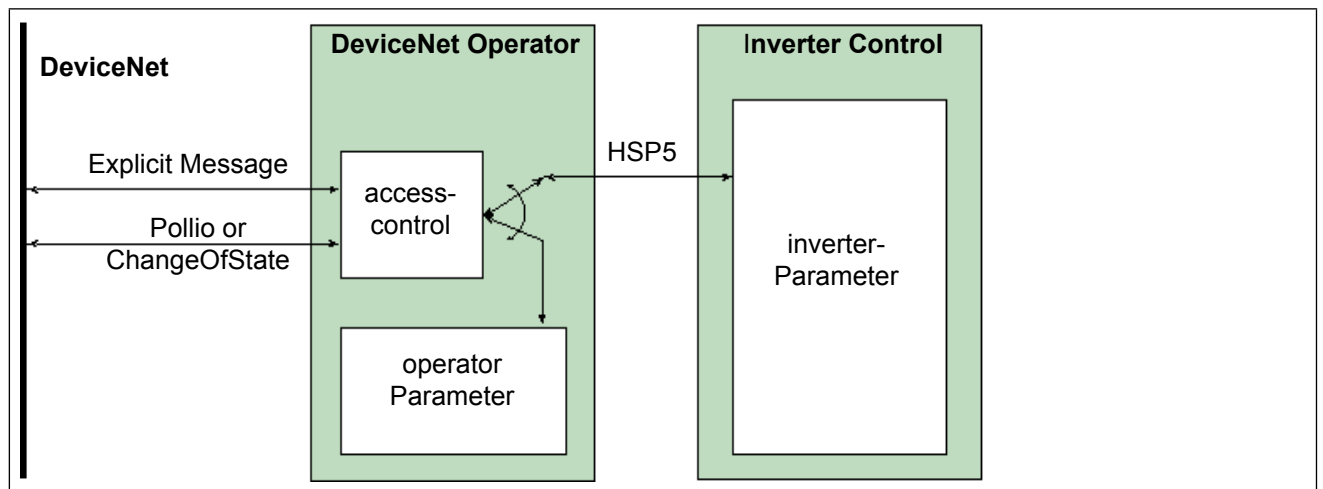 DeviceNet
DeviceNet Operator
Inverter Control
Explicit Message
Pollio or
ChangeOfState
access-
control
HSP5
inverter-
Parameter
operator
Parameter